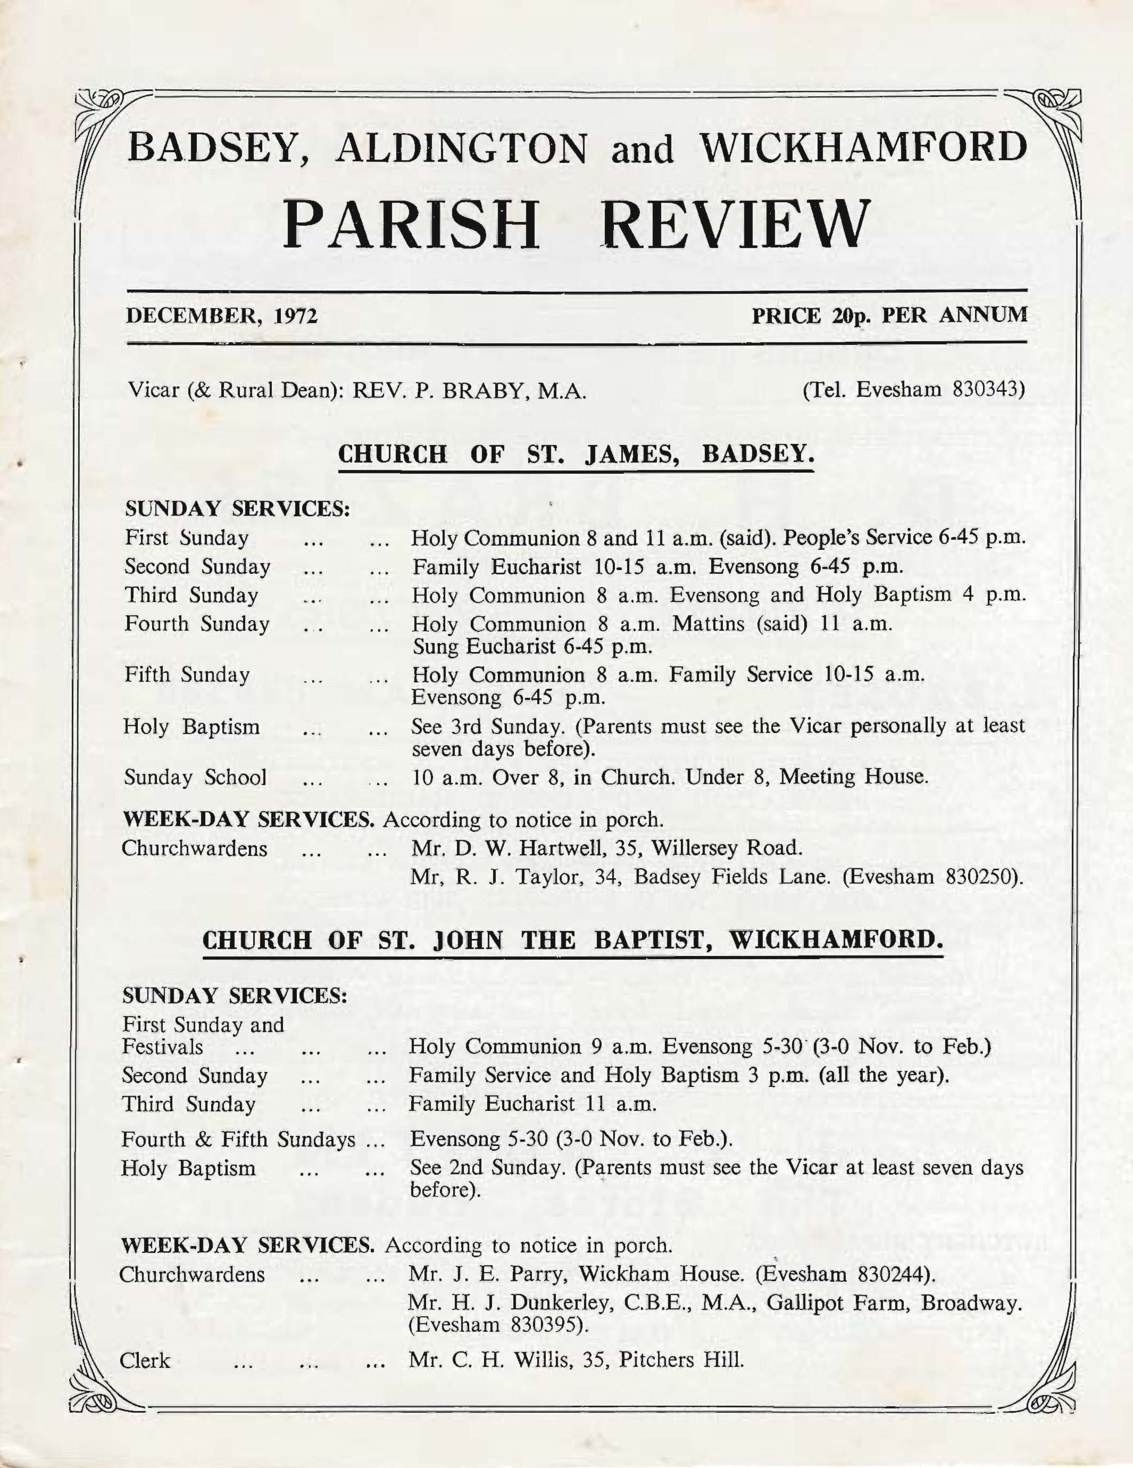 BADSEY, ALDINGTON and WICKHAMFORD
PARISH REVIEW
DECEMBER, 1972 PRICE 20p. PER ANNUM
Vicar (& Rural Dean): REV. P. BRABY, M.A. (Tel. Evesham 830343)
CHURCH OF ST. JAMES, BADSEY.
SUNDAY SERVICES:
First Sunday ... ... Holy Communion 8 and 11 a.m. (said). People's Service 6-45 p.m.
Second Sunday ... ... Family Eucharist 10-15 a.m. Evensong 6-45 p.m.
Third Sunday ... ... Holy Communion 8 a.m. Evensong and Holy Baptism 4 p.m.
Fourth Sunday ... ... Holy Communion 8 a.m. Mattins (said) 11 a.m.
Sung Eucharist 6-45 p.m.
Fifth Sunday ... ... Holy Communion 8 a.m. Family Service 10-15 a.m.
Evensong 6-45 p.m.
Holy Baptism ... ... See 3rd Sunday. (Parents must see the Vicar personally at least
seven days before).
Sunday School ... ... 10 a.m. Over 8, in Church. Under 8, Meeting House.
WEEK-DAY SERVICES. According to notice in porch.
Churchwardens ... ... Mr. D. W. Hartwell, 35, Willersey Road.
Mr, R. J. Taylor, 34, Badsey Fields Lane. (Evesham 830250).
CHURCH OF ST. JOHN THE BAPTIST, WICKHAMFORD.
SUNDAY SERVICES:
First Sunday and
Festivals ... ... ... Holy Communion 9 a.m. Evensong 5-30 (3-0 Nov. to Feb.)
Second Sunday ... ... Family Service and Holy Baptism 3 p.m. (all the year).
Third Sunday ... ... Family Eucharist 11 a.m.
Fourth & Fifth Sundays ... Evensong 5-30 (3-0 Nov. to Feb.).
Holy Baptism ... ... See 2nd Sunday. (Parents must see the Vicar at least seven days
before).
WEEK-DAY SERVICES. According to notice in porch.
Churchwardens ... ... Mr. J. E. Parry, Wickham House. (Evesham 830244).
Mr. H. J. Dunkerley, C.B.E., M.A., Gallipot Farm, Broadway.
(Evesham 830395).
Clerk ... ... ... Mr. C. H. Willis, 35, Pitchers Hill.